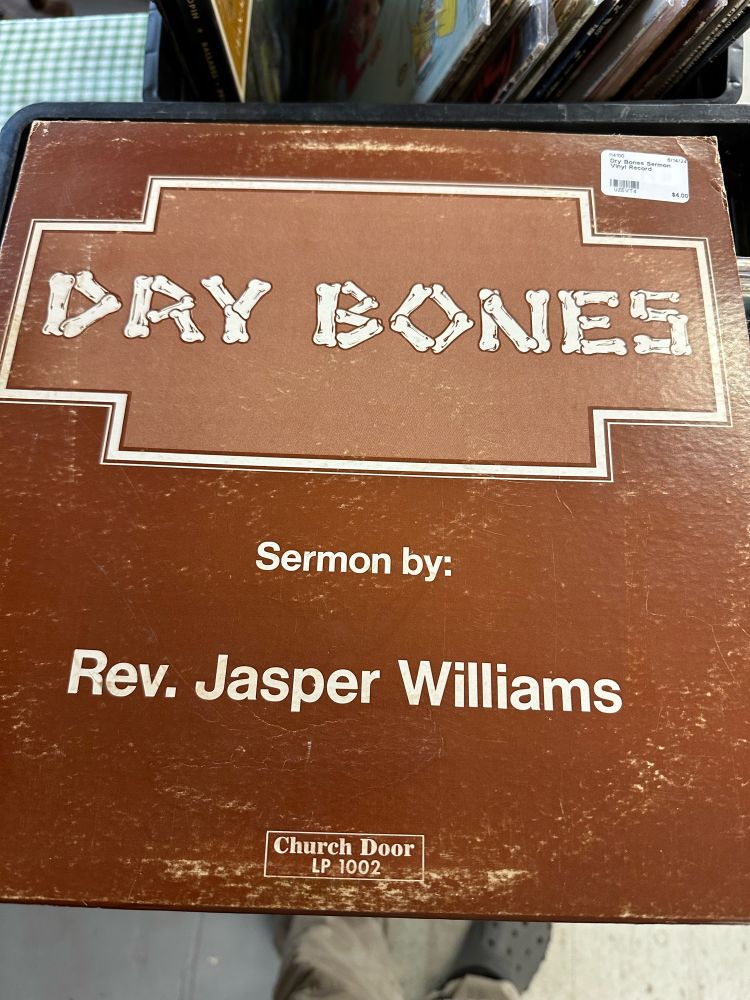 Dry Bones Sermon
Vinyl Record
$4.00
DRY BONES
Sermon by:
Rev. Jasper Williams
Church Door
LP 1002